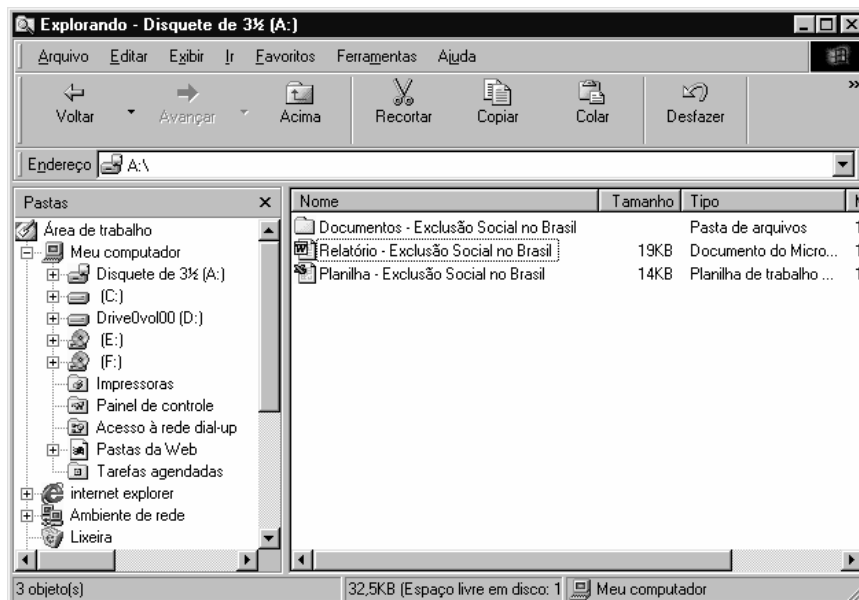 Explorando - Disquete de 3½ (A:)
Arquivo Editar Exibir Ir Favoritos Ferramentas Ajuda
Voltar Avançar Acima Recortar Copiar Colar Desfazer »
Endereço A:\
Pastas × Nome Tamanho Tipo
Área de trabalho
Meu computador
Disquete de 3½ (A:)
(C:)
Drive0vol00 (D:)
(E:)
(F:)
Impressoras
Painel de controle
Acesso à rede dial-up
Pastas da Web
Tarefas agendadas
internet explorer
Ambiente de rede
Lixeira
Documentos - Exclusão Social no Brasil Pasta de arquivos
Relatório - Exclusão Social no Brasil 19KB Documento do Micro...
Planilha - Exclusão Social no Brasil 14KB Planilha de trabalho ...
3 objeto(s) 32,5KB (Espaço livre em disco: 1 Meu computador